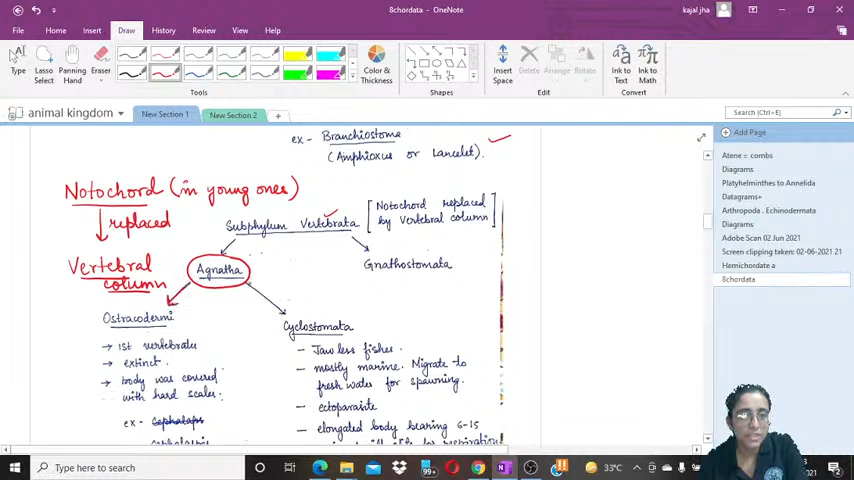 8chordata - OneNote
kajal jha
File Home Insert Draw History Review View Help
Type
Lasso Select
Panning Hand
Eraser
Color & Thickness
Insert Space
Delete
Arrange
Rotate
Ink to Text
Ink to Math
Tools
Shapes
Edit
Convert
animal kingdom
New Section 1
New Section 2
Search (Ctrl+E)
Add Page
Atene = combs
Diagrams
Platyhelminthes to Annelida
Datagrams+
Arthropoda . Echinodermata
Diagrams
Adobe Scan 02 Jun 2021
Screen clipping taken: 02-06-2021 21
Hemichordate a
8chordata
ex - Branchiostoma
(Amphioxus or Lancelet).
Notochord (in young ones)
replaced
Vertebral
column
Subphylum Vertebrata
[Notochord replaced
by Vertebral column]
Agnatha
Gnathostomata
Ostracodermi
→ 1st vertebrates
→ extinct.
→ body was covered
with hard scales.
ex -
Cyclostomata
- Jawless fishes.
- mostly marine. Migrate to
fresh water for spawning.
- ectoparasite
- elongated body bearing 6-15
Type here to search
99+
33°C